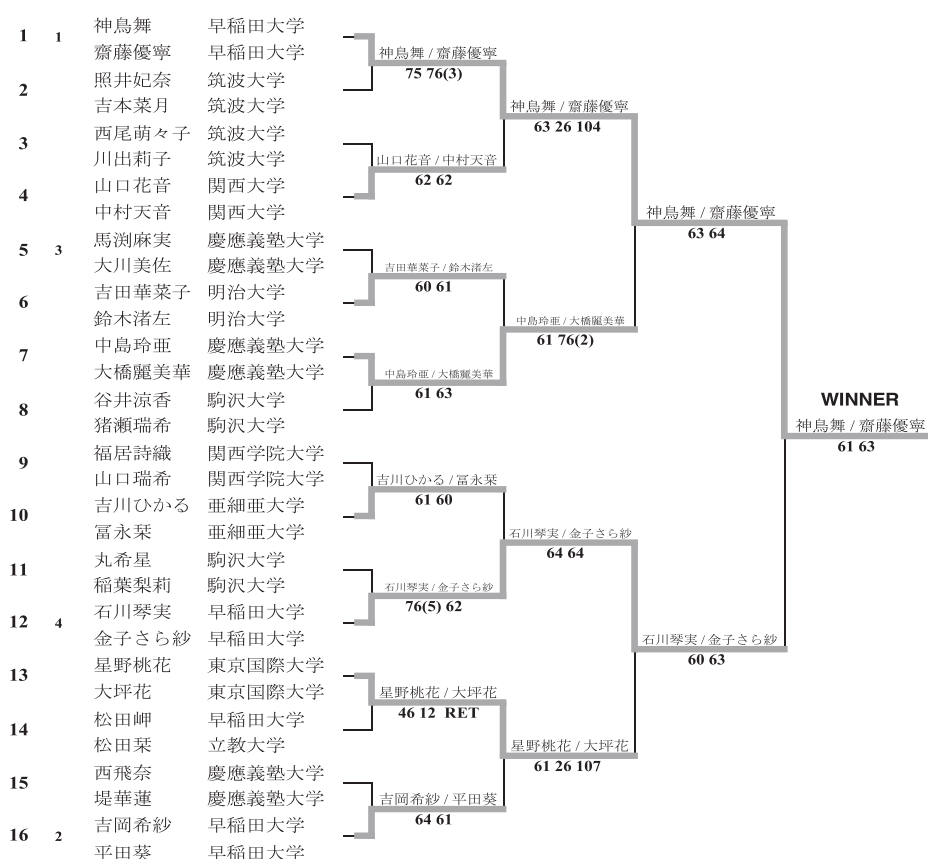 1 1 神鳥舞 早稲田大学
齋藤優寧 早稲田大学
2 照井妃奈 筑波大学
吉本菜月 筑波大学
3 西尾萌々子 筑波大学
川出莉子 筑波大学
4 山口花音 関西大学
中村天音 関西大学
5 3 馬渕麻実 慶應義塾大学
大川美佐 慶應義塾大学
6 吉田華菜子 明治大学
鈴木渚左 明治大学
7 中島玲亜 慶應義塾大学
大橋麗美華 慶應義塾大学
8 谷井涼香 駒沢大学
猪瀬瑞希 駒沢大学
9 福居詩織 関西学院大学
山口瑞希 関西学院大学
10 吉川ひかる 亜細亜大学
冨永栞 亜細亜大学
11 丸希星 駒沢大学
稲葉梨莉 駒沢大学
12 4 石川琴実 早稲田大学
金子さら紗 早稲田大学
13 星野桃花 東京国際大学
大坪花 東京国際大学
14 松田岬 早稲田大学
松田栞 立教大学
15 西飛奈 慶應義塾大学
堤華蓮 慶應義塾大学
16 2 吉岡希紗 早稲田大学
平田葵 早稲田大学
神鳥舞 / 齋藤優寧
75 76(3)
山口花音 / 中村天音
62 62
吉田華菜子 / 鈴木渚左
60 61
中島玲亜 / 大橋麗美華
61 63
吉川ひかる / 冨永栞
61 60
石川琴実 / 金子さら紗
76(5) 62
星野桃花 / 大坪花
46 12 RET
吉岡希紗 / 平田葵
64 61
神鳥舞 / 齋藤優寧
63 26 104
中島玲亜 / 大橋麗美華
61 76(2)
石川琴実 / 金子さら紗
64 64
星野桃花 / 大坪花
61 26 107
神鳥舞 / 齋藤優寧
63 64
石川琴実 / 金子さら紗
60 63
WINNER
神鳥舞 / 齋藤優寧
61 63